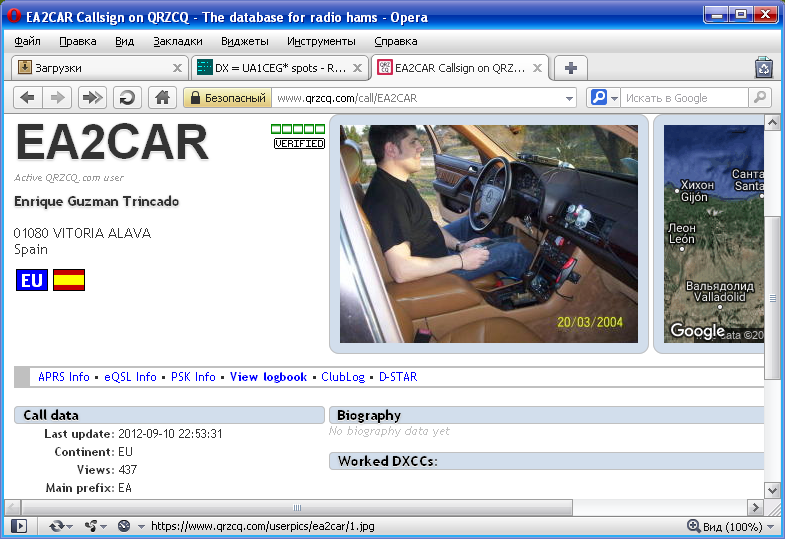 EA2CAR Callsign on QRZCQ - The database for radio hams - Opera
Файл Правка Вид Закладки Виджеты Инструменты Справка
Загрузки
DX = UA1CEG* spots - R...
QRZ CQ EA2CAR Callsign on QRZ...
Безопасный www.qrzcq.com/call/EA2CAR
Искать в Google
EA2CAR
VERIFIED
Active QRZCQ.com user
Enrique Guzman Trincado
01080 VITORIA ALAVA
Spain
EU
20/03/2004
Хихон
Gijón
Санта
Santa
Леон
León
Вальядолид
Valladolid
Google
APRS Info • eQSL Info • PSK Info • View logbook • ClubLog • D-STAR
Call data
Last update: 2012-09-10 22:53:31
Continent: EU
Views: 437
Main prefix: EA
Biography
No biography data yet
Worked DXCCs:
https://www.qrzcq.com/userpics/ea2car/1.jpg
Вид (100%)